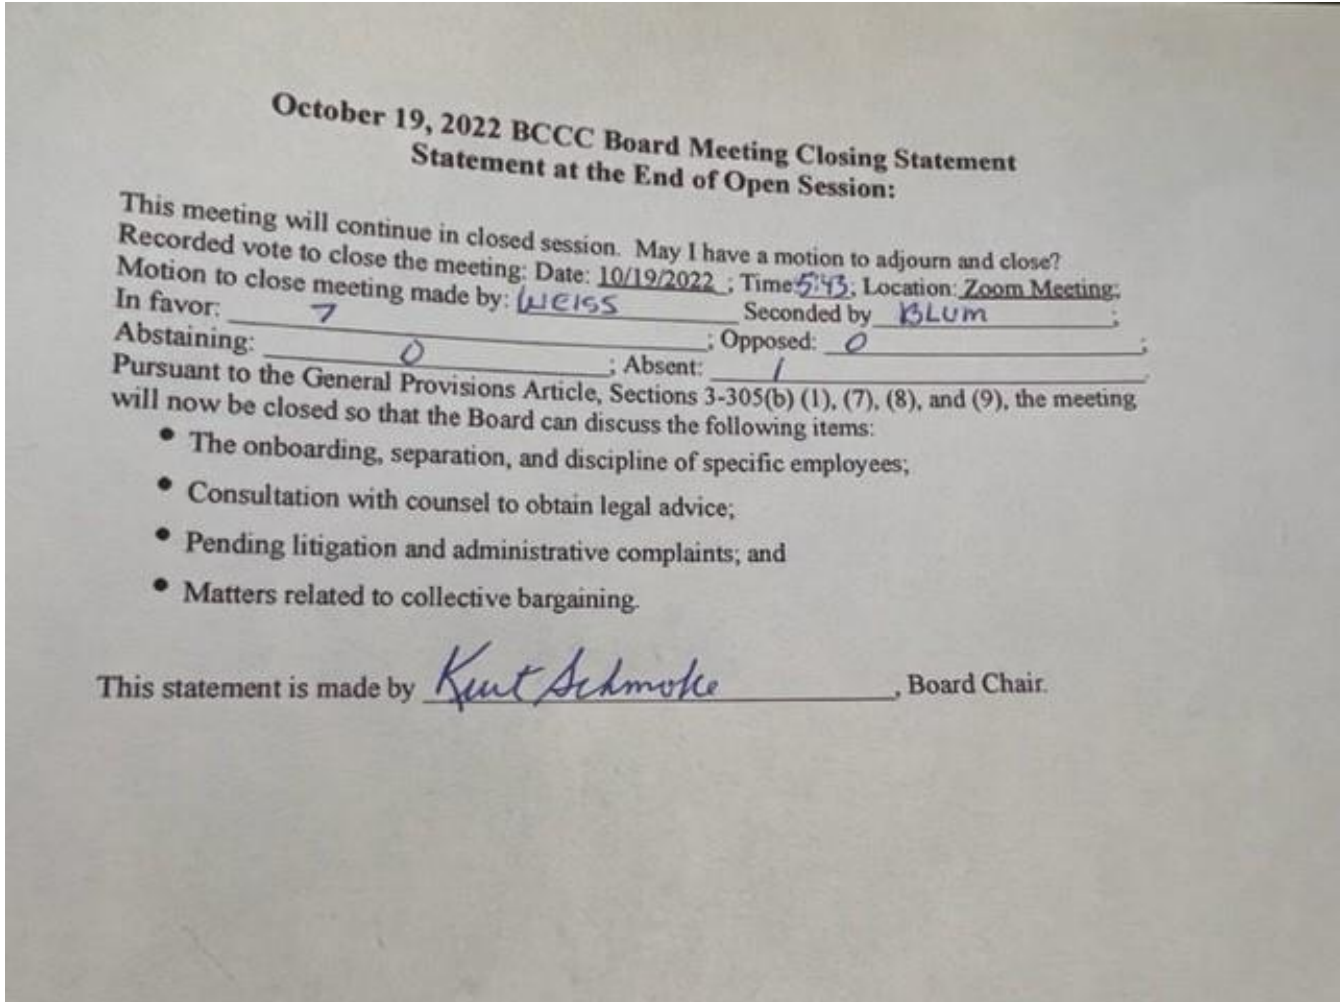 October 19, 2022 BCCC Board Meeting Closing Statement
Statement at the End of Open Session:
This meeting will continue in closed session. May I have a motion to adjourn and close?
Recorded vote to close the meeting: Date: 10/19/2022 ; Time:5:43; Location: Zoom Meeting;
Motion to close meeting made by: WEISS Seconded by BLUM ;
In favor: 7 ; Opposed: 0 ;
Abstaining: 0 ; Absent: 1
Pursuant to the General Provisions Article, Sections 3-305(b) (1), (7), (8), and (9), the meeting
will now be closed so that the Board can discuss the following items:
• The onboarding, separation, and discipline of specific employees;
• Consultation with counsel to obtain legal advice;
• Pending litigation and administrative complaints; and
• Matters related to collective bargaining.
This statement is made by Kurt Schmoke , Board Chair.